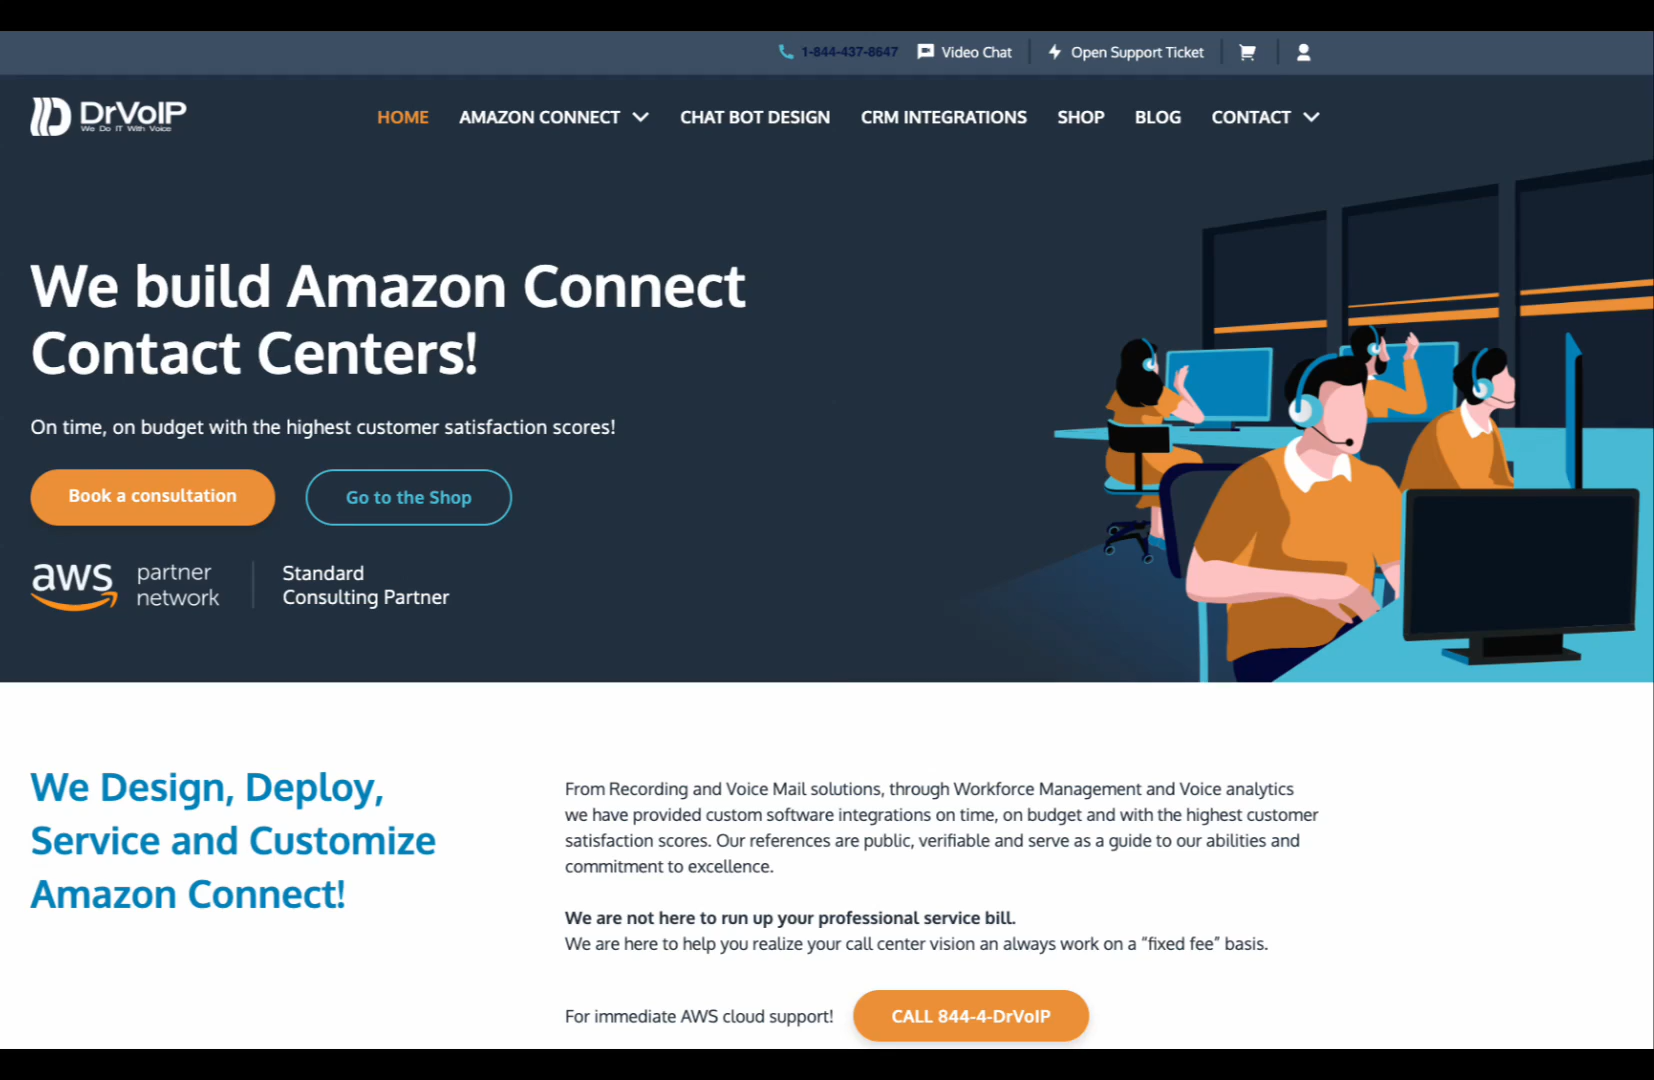 1-844-437-8647 Video Chat Open Support Ticket
DrVoIP
We Do IT With Voice
HOME AMAZON CONNECT CHAT BOT DESIGN CRM INTEGRATIONS SHOP BLOG CONTACT
We build Amazon Connect
Contact Centers!
On time, on budget with the highest customer satisfaction scores!
Book a consultation Go to the Shop
aws partner network Standard Consulting Partner
We Design, Deploy,
Service and Customize
Amazon Connect!
From Recording and Voice Mail solutions, through Workforce Management and Voice analytics
we have provided custom software integrations on time, on budget and with the highest customer
satisfaction scores. Our references are public, verifiable and serve as a guide to our abilities and
commitment to excellence.
We are not here to run up your professional service bill.
We are here to help you realize your call center vision an always work on a “fixed fee” basis.
For immediate AWS cloud support! CALL 844-4-DrVoIP